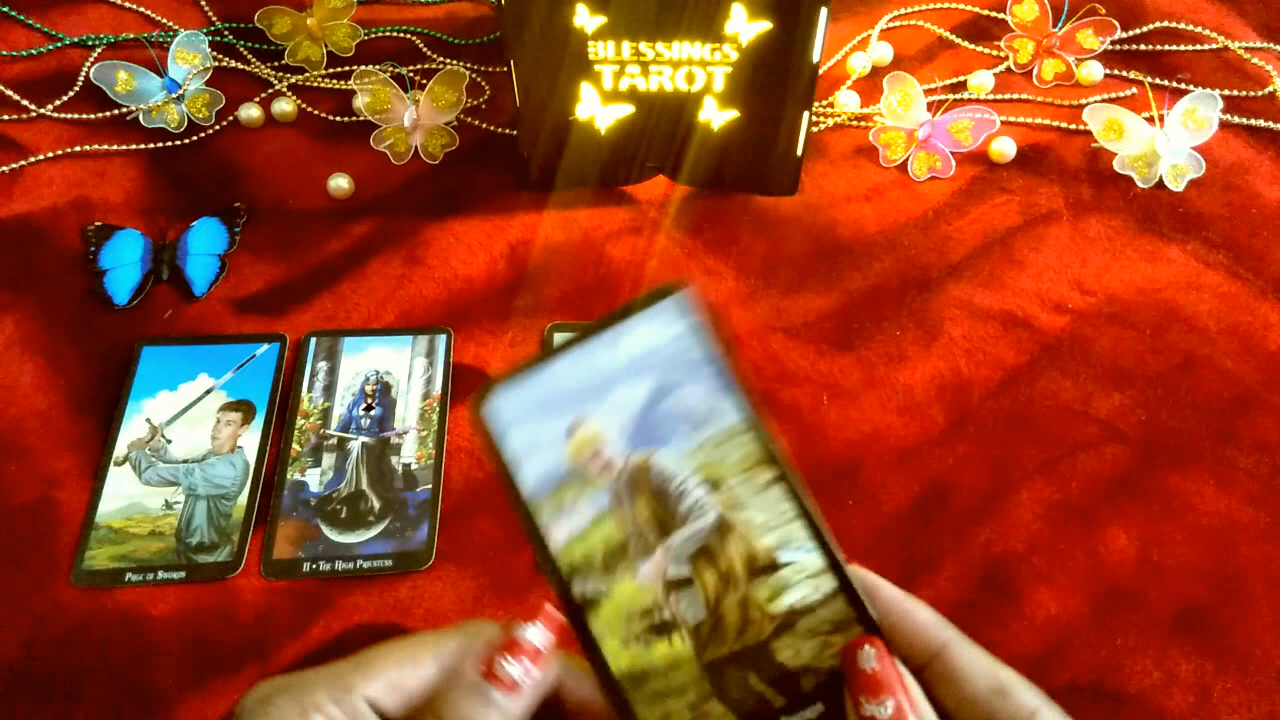 BLESSINGS
TAROT
PAGE OF SWORDS
II • THE HIGH PRIESTESS